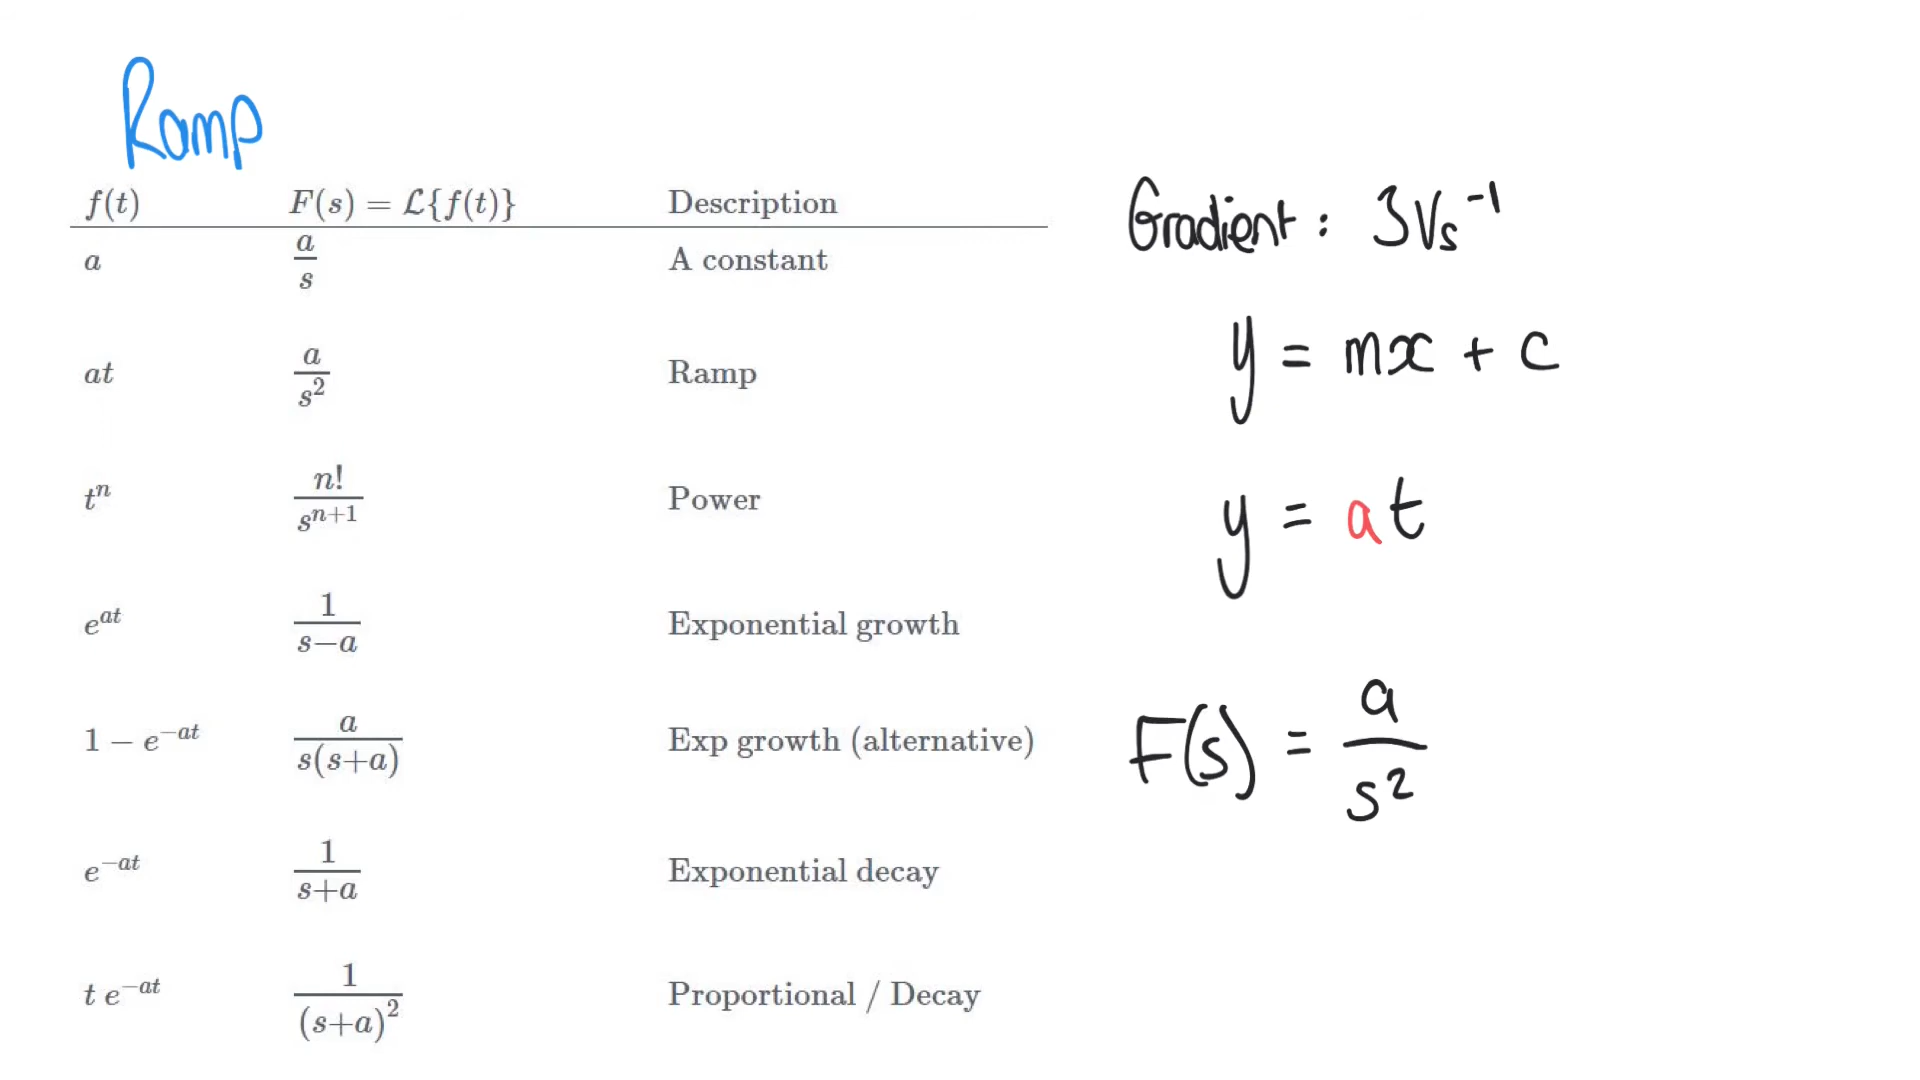 Ramp
f(t) F(s) = ℒ{f(t)} Description
a a/s A constant
at a/s² Ramp
tⁿ n!/sⁿ⁺¹ Power
e^{at} 1/(s−a) Exponential growth
1 − e^{−at} a/(s(s+a)) Exp growth (alternative)
e^{−at} 1/(s+a) Exponential decay
t e^{−at} 1/(s+a)² Proportional / Decay
Gradient: 3Vs⁻¹
y = mx + c
y = at
F(s) = a/s²